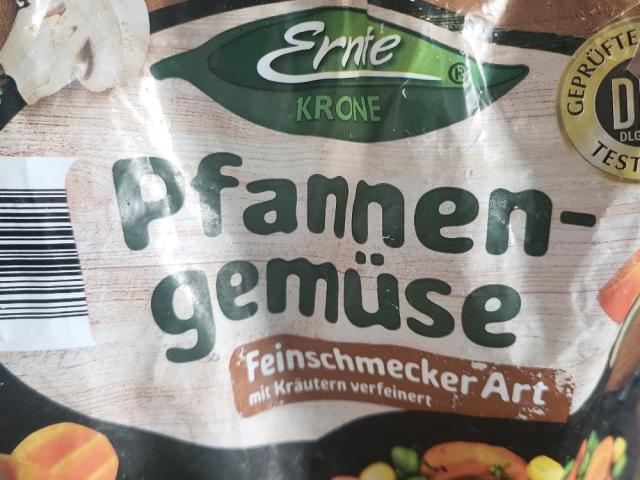 Ernte
®
KRONE
GEPRÜFTE
DLG
TEST
Pfannen-
gemüse
Feinschmecker Art
mit Kräutern verfeinert